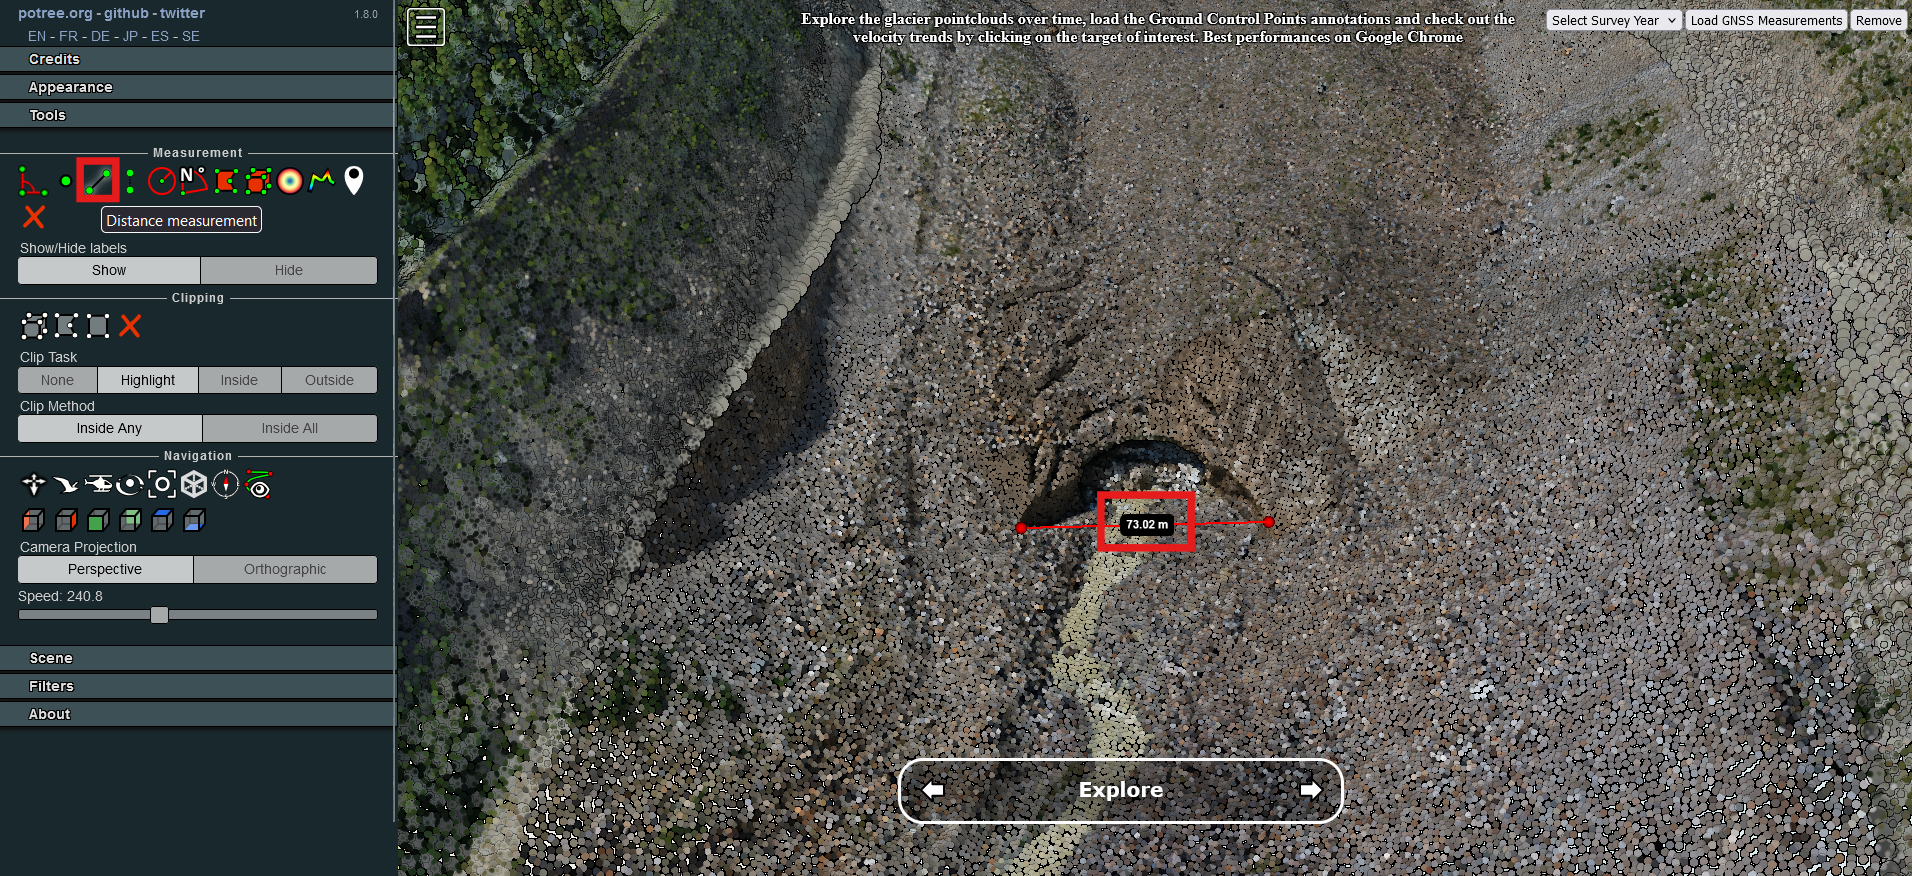 potree.org - github - twitter
1.8.0
EN - FR - DE - JP - ES - SE
Credits
Appearance
Tools
Measurement
N°
Distance measurement
Show/Hide labels
Show
Hide
Clipping
Clip Task
None
Highlight
Inside
Outside
Clip Method
Inside Any
Inside All
Navigation
Camera Projection
Perspective
Orthographic
Speed: 240.8
Scene
Filters
About
Explore the glacier pointclouds over time, load the Ground Control Points annotations and check out the
velocity trends by clicking on the target of interest. Best performances on Google Chrome
Select Survey Year
Load GNSS Measurements
Remove
73.02 m
Explore